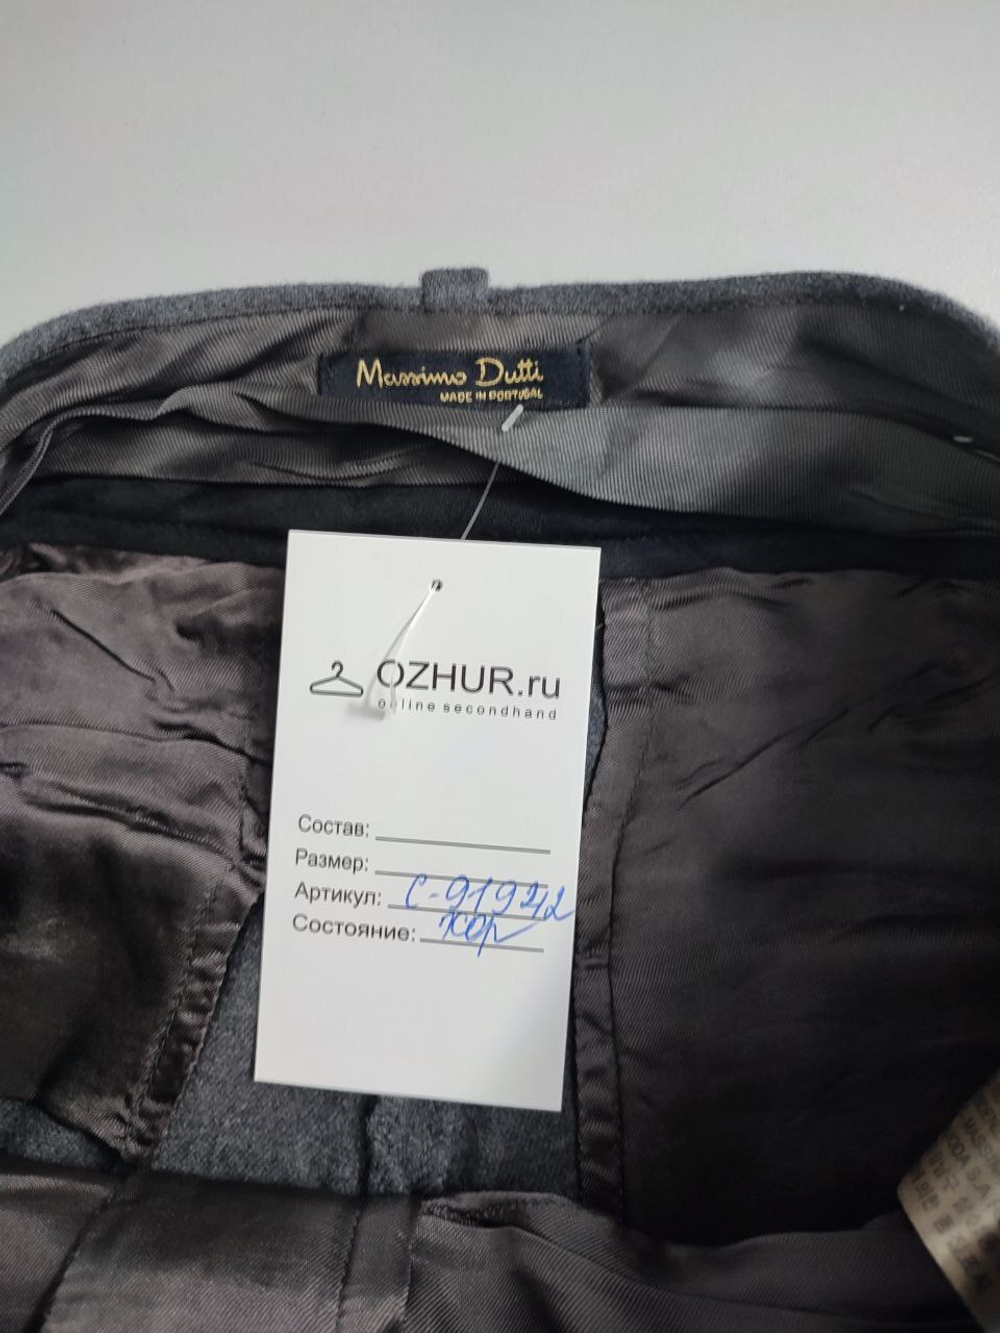 Massimo Dutti
MADE IN PORTUGAL
OZHUR.ru
online secondhand
Состав:
Размер:
Артикул: С-91942
Состояние: хор